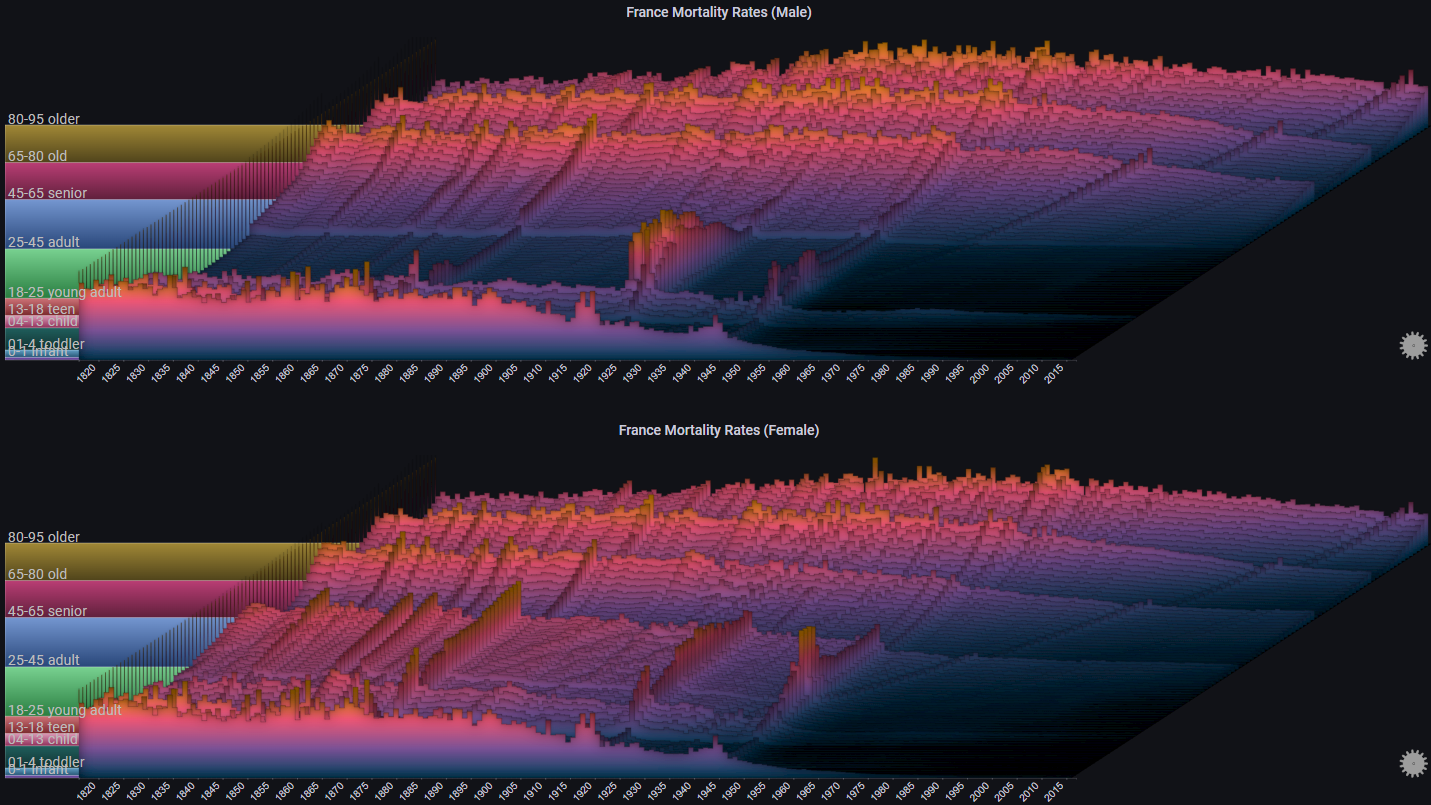 France Mortality Rates (Male)
80-95 older
65-80 old
45-65 senior
25-45 adult
18-25 young adult
13-18 teen
04-13 child
01-4 toddler
0-1 infant
1820 1825 1830 1835 1840 1845 1850 1855 1860 1865 1870 1875 1880 1885 1890 1895 1900 1905 1910 1915 1920 1925 1930 1935 1940 1945 1950 1955 1960 1965 1970 1975 1980 1985 1990 1995 2000 2005 2010 2015
France Mortality Rates (Female)
80-95 older
65-80 old
45-65 senior
25-45 adult
18-25 young adult
13-18 teen
04-13 child
01-4 toddler
0-1 infant
1820 1825 1830 1835 1840 1845 1850 1855 1860 1865 1870 1875 1880 1885 1890 1895 1900 1905 1910 1915 1920 1925 1930 1935 1940 1945 1950 1955 1960 1965 1970 1975 1980 1985 1990 1995 2000 2005 2010 2015